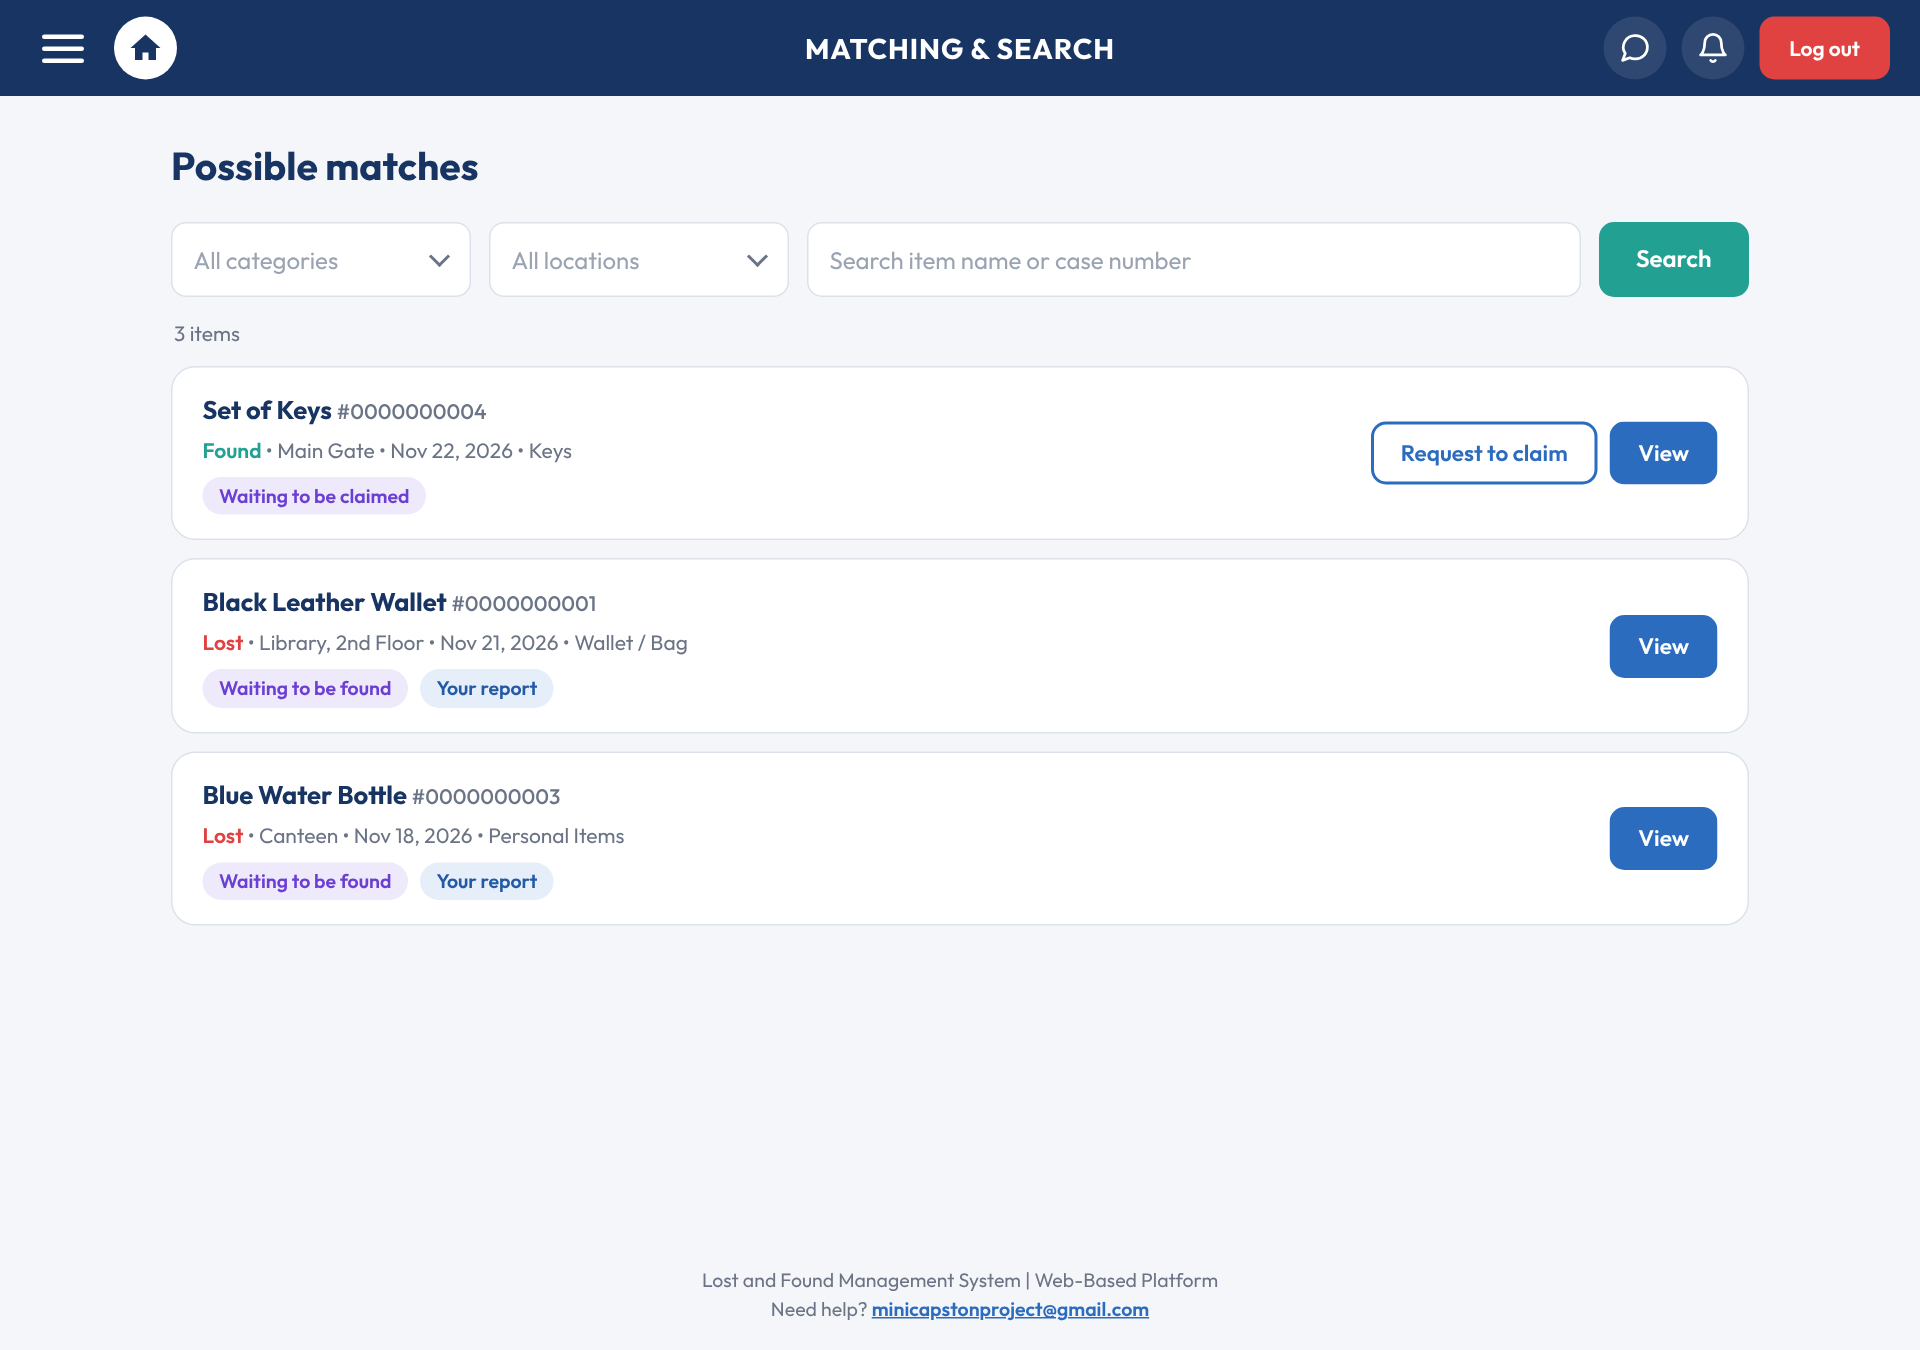 MATCHING & SEARCH
Log out
Possible matches
All categories
All locations
Search item name or case number
Search
3 items
Set of Keys #0000000004
Found • Main Gate • Nov 22, 2026 • Keys
Waiting to be claimed
Request to claim
View
Black Leather Wallet #0000000001
Lost • Library, 2nd Floor • Nov 21, 2026 • Wallet / Bag
Waiting to be found
Your report
View
Blue Water Bottle #0000000003
Lost • Canteen • Nov 18, 2026 • Personal Items
Waiting to be found
Your report
View
Lost and Found Management System | Web-Based Platform
Need help? minicapstonproject@gmail.com